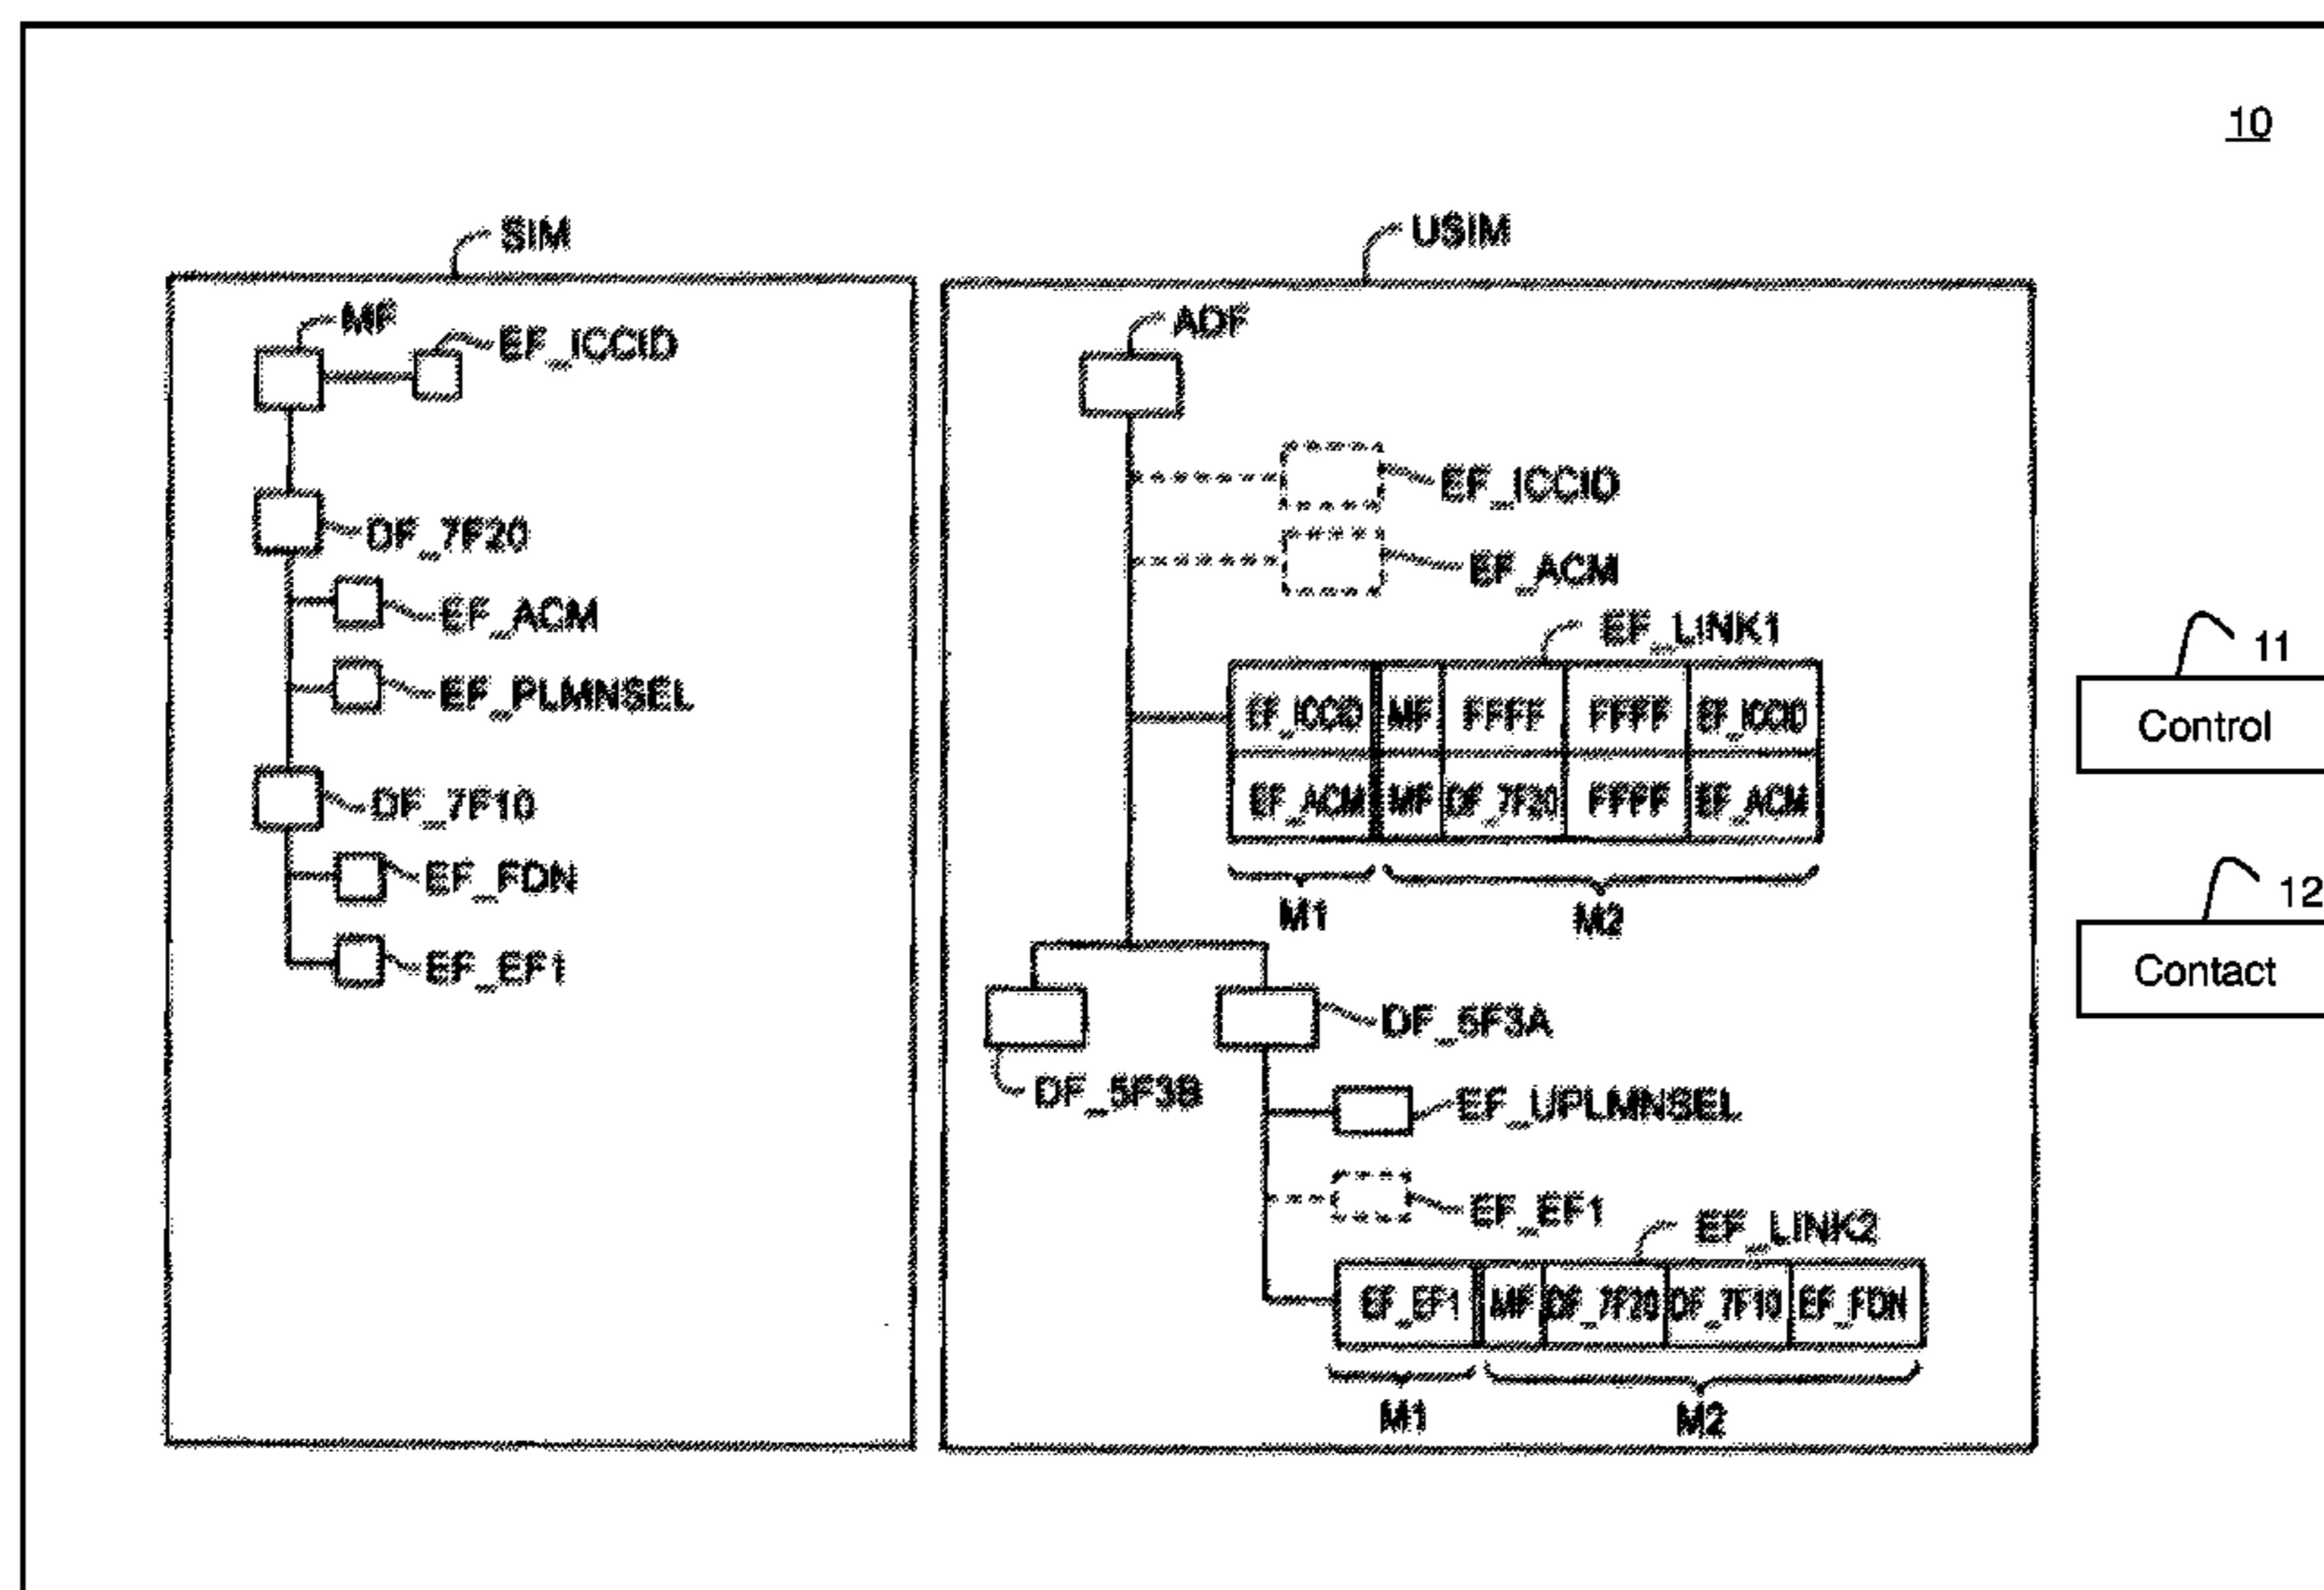 10
SIM
USIM
MF
EF_ICCID
ADF
EF_ICCID
DF_7F20
EF_ACM
EF_ACM
EF_PLMNSEL
EF_LINK1
EF_ICCID MF FFFF FFFF EF_ICCID
EF_ACM MF DF_7F20 FFFF EF_ACM
M1 M2
DF_7F10
EF_FDN
EF_EF1
11
Control
12
Contact
DF_5F3A
DF_5F3B
EF_UPLMNSEL
EF_EF1
EF_LINK2
EF_EF1 MF DF_7F20 DF_7F10 EF_FDN
M1 M2